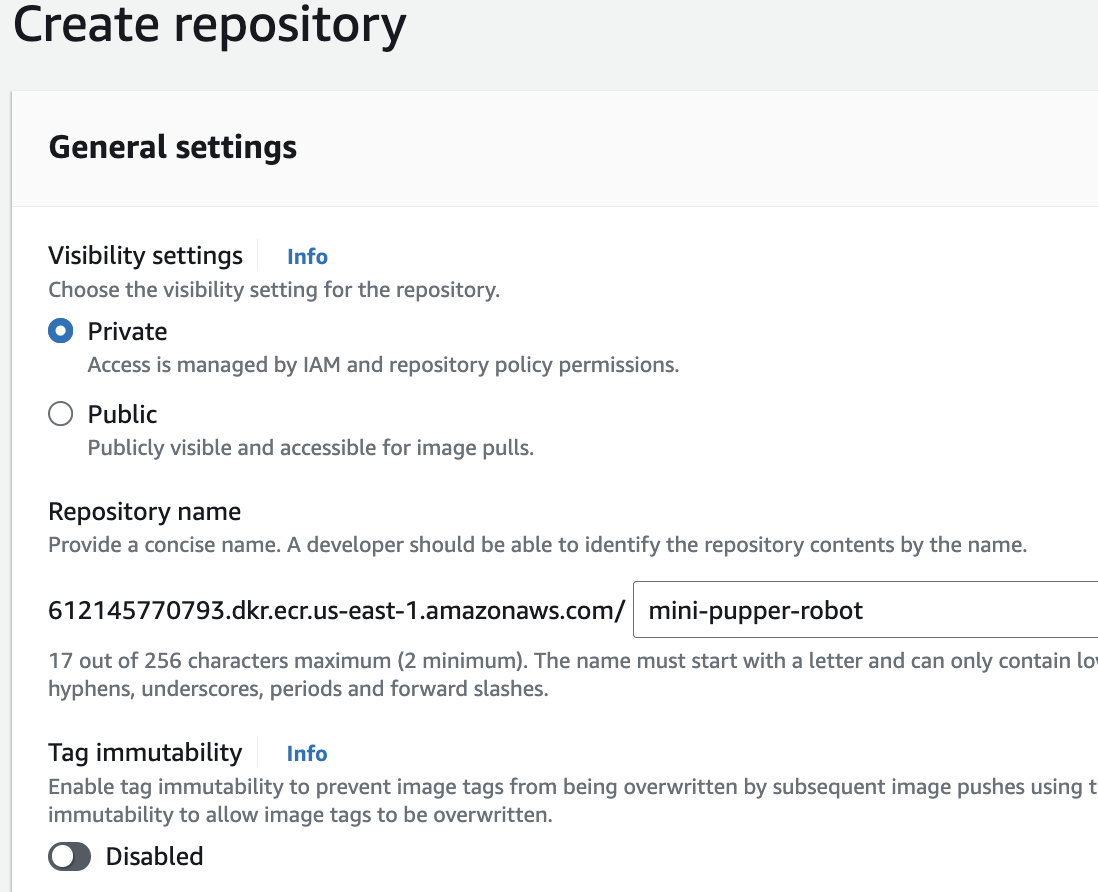 Create repository
General settings
Visibility settings Info
Choose the visibility setting for the repository.
Private
Access is managed by IAM and repository policy permissions.
Public
Publicly visible and accessible for image pulls.
Repository name
Provide a concise name. A developer should be able to identify the repository contents by the name.
612145770793.dkr.ecr.us-east-1.amazonaws.com/ mini-pupper-robot
17 out of 256 characters maximum (2 minimum). The name must start with a letter and can only contain
hyphens, underscores, periods and forward slashes.
Tag immutability Info
Enable tag immutability to prevent image tags from being overwritten by subsequent image pushes using
immutability to allow image tags to be overwritten.
Disabled